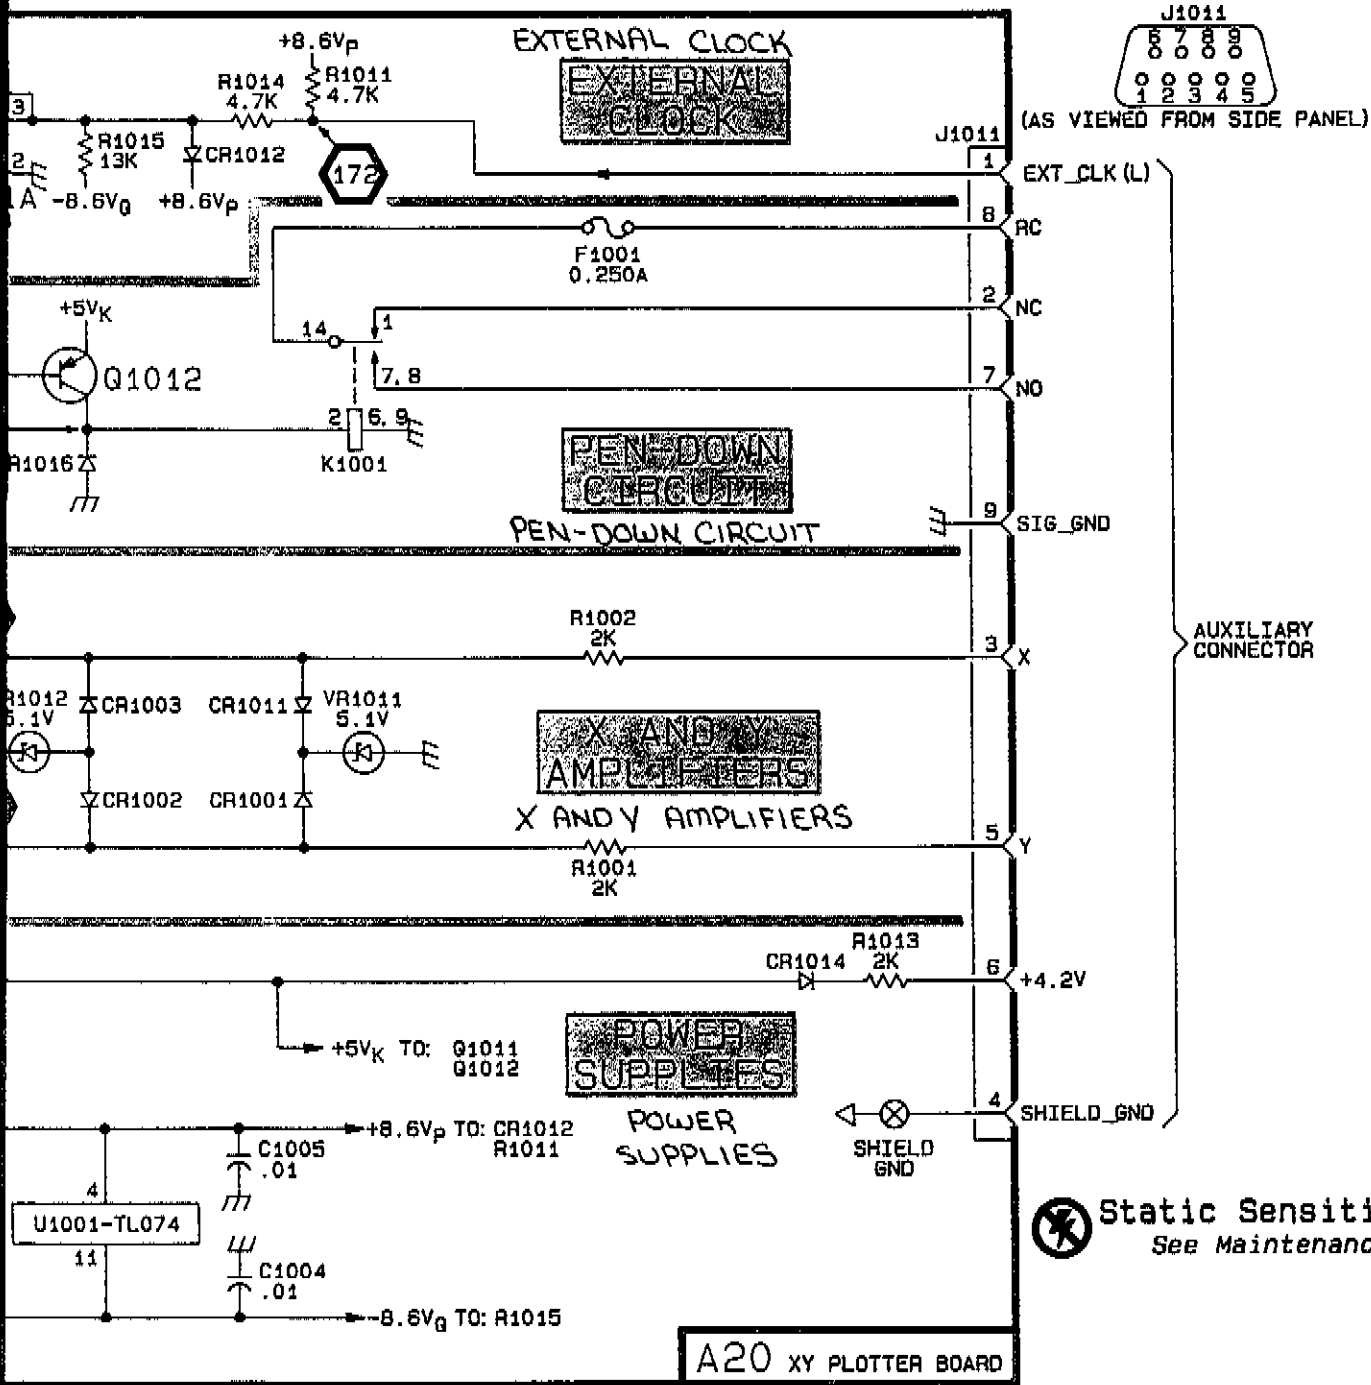 J1011
6 7 8 9
1 2 3 4 5
(AS VIEWED FROM SIDE PANEL)
EXTERNAL CLOCK
EXTERNAL
CLOCK
+8.6Vp
R1014
4.7K
R1011
4.7K
3
R1015
13K
CR1012
2
1A
-8.6VQ
+8.6Vp
172
J1011
1
EXT_CLK(L)
8
RC
F1001
0.250A
2
NC
+5VK
14
1
Q1012
7,8
7
NO
2
6,9
K1001
R1016
PEN-DOWN
CIRCUIT
PEN-DOWN CIRCUIT
9
SIG_GND
R1002
2K
3
X
AUXILIARY
CONNECTOR
R1012
5.1V
CR1003
CR1011
VR1011
5.1V
X AND Y
AMPLIFIERS
CR1002
CR1001
X AND Y AMPLIFIERS
5
Y
R1001
2K
CR1014
R1013
2K
6
+4.2V
+5VK TO: Q1011
Q1012
POWER
SUPPLIES
POWER
SUPPLIES
4
SHIELD_GND
SHIELD
GND
+8.6Vp TO: CR1012
R1011
C1005
.01
4
U1001-TL074
11
C1004
.01
-8.6VQ TO: R1015
Static Sensiti
See Maintenanc
A20 XY PLOTTER BOARD